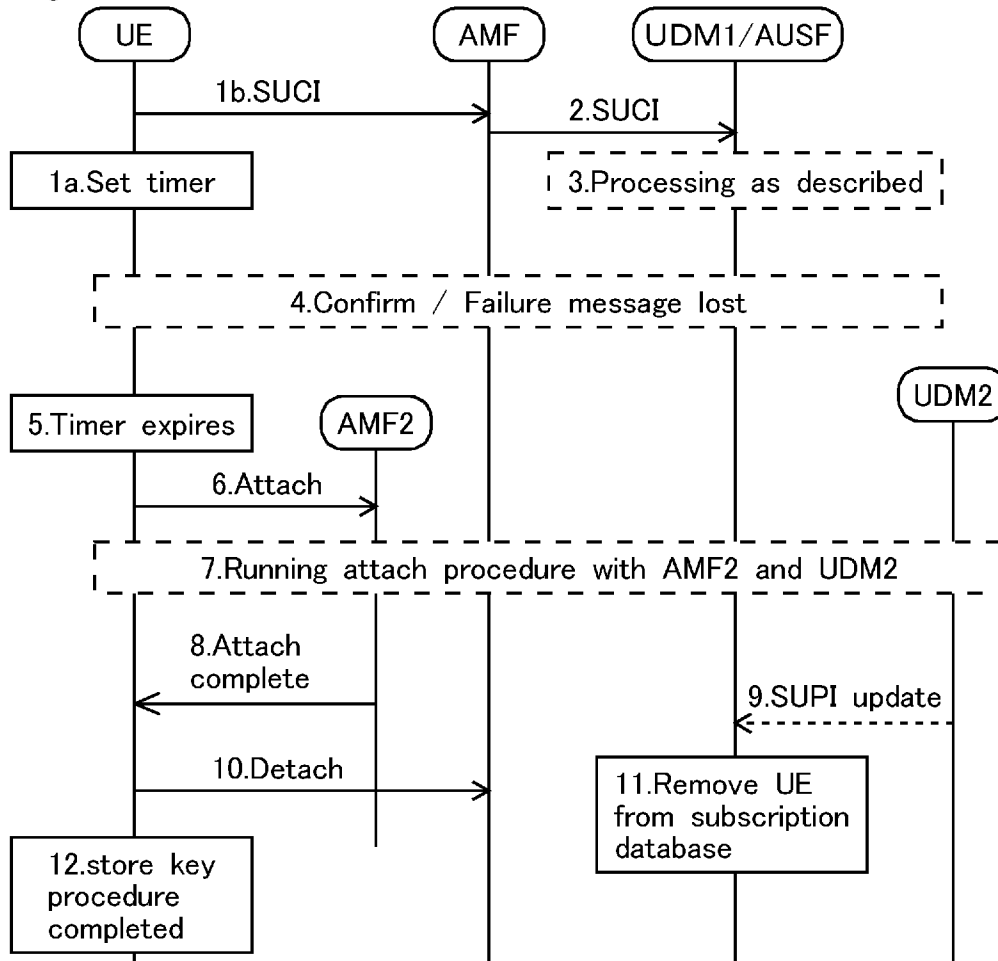 UE
AMF
UDM1/AUSF
1b.SUCI
2.SUCI
1a.Set timer
3.Processing as described
4.Confirm / Failure message lost
UDM2
5.Timer expires
AMF2
6.Attach
7.Running attach procedure with AMF2 and UDM2
8.Attach
complete
9.SUPI update
10.Detach
11.Remove UE
from subscription
database
12.store key
procedure
completed